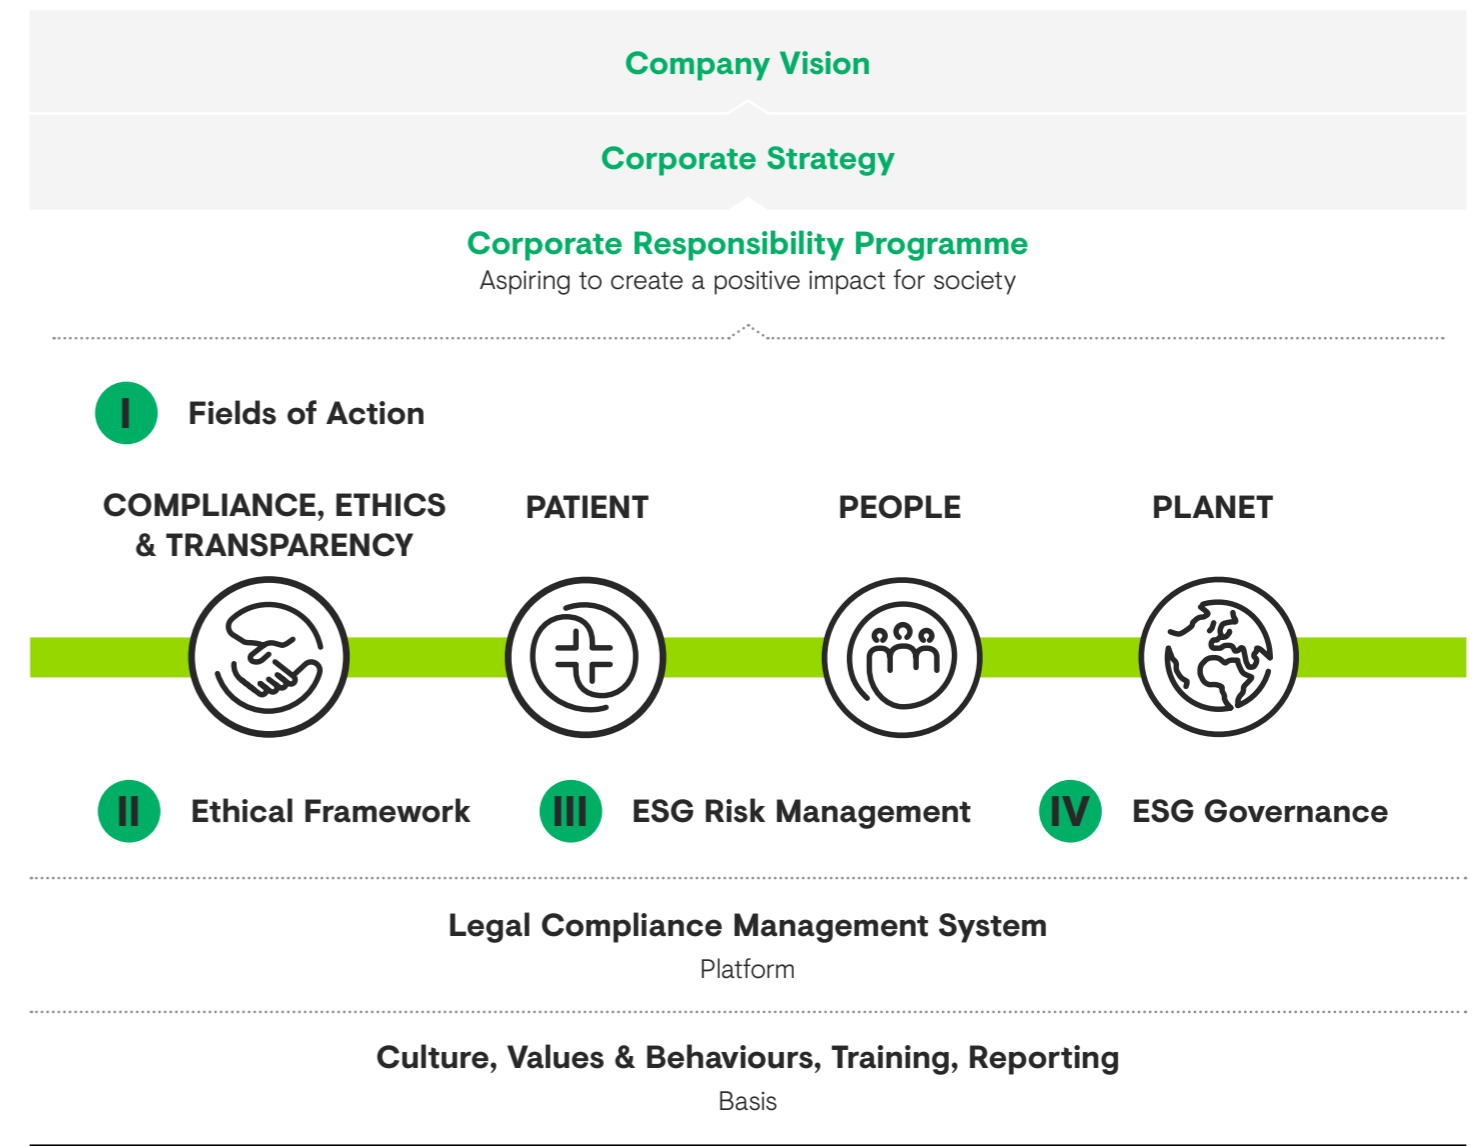 Company Vision
Corporate Strategy
Corporate Responsibility Programme
Aspiring to create a positive impact for society
I Fields of Action
COMPLIANCE, ETHICS
& TRANSPARENCY
PATIENT
PEOPLE
PLANET
II Ethical Framework
III ESG Risk Management
IV ESG Governance
Legal Compliance Management System
Platform
Culture, Values & Behaviours, Training, Reporting
Basis